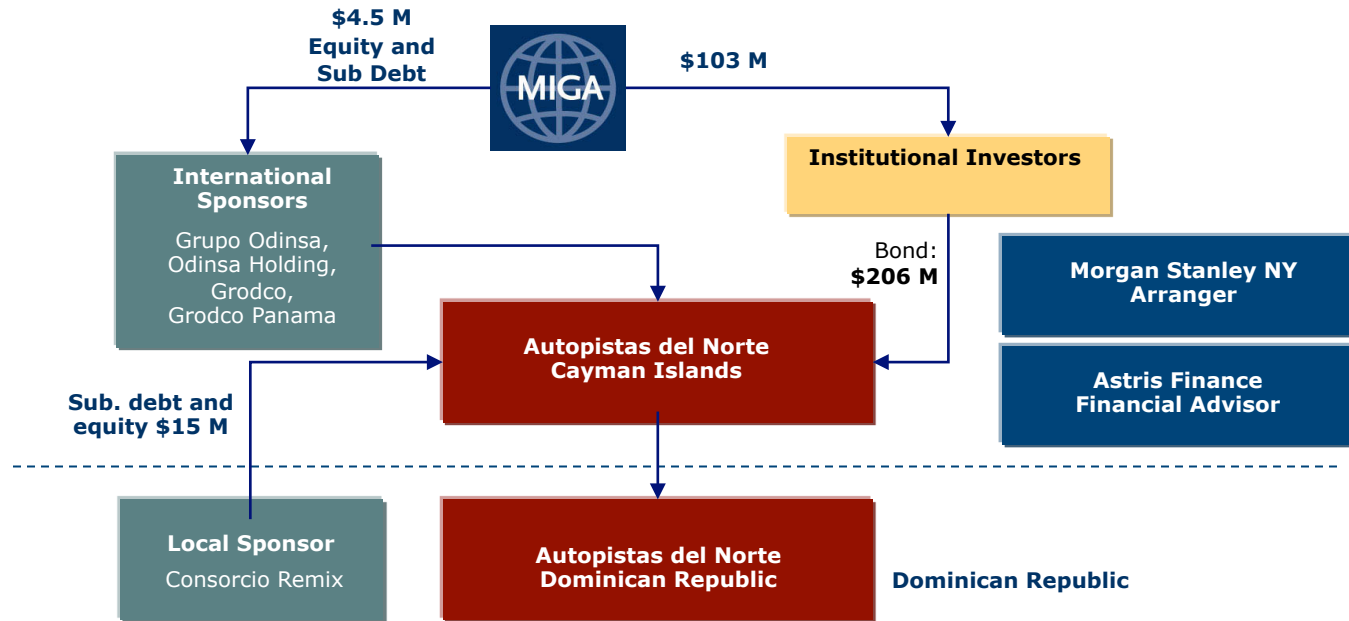 $4.5 M
Equity and
Sub Debt
MIGA
$103 M
International
Sponsors
Grupo Odinsa,
Odinsa Holding,
Grodco,
Grodco Panama
Institutional Investors
Bond:
$206 M
Morgan Stanley NY
Arranger
Autopistas del Norte
Cayman Islands
Astris Finance
Financial Advisor
Sub. debt and
equity $15 M
Local Sponsor
Consorcio Remix
Autopistas del Norte
Dominican Republic
Dominican Republic